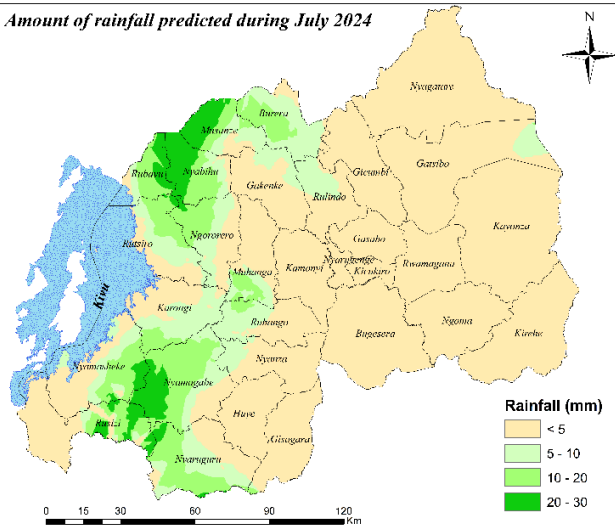 Amount of rainfall predicted during July 2024
N
Nyagatare
Burera
Musanze
Gatsibo
Gicumbi
Rubavu
Nyabihu
Gakenke
Rulindo
Kayonza
Ngororero
Gasabo
Rutsiro
Nyarugenge
Rwamagana
Muhanga
Kamonyi
Kicukiro
Kivu
Karongi
Ruhango
Bugesera
Ngoma
Kirehe
Nyamasheke
Nyanza
Nyamagabe
Huye
Rusizi
Gisagara
Nyaruguru
Rainfall (mm)
< 5
5 - 10
10 - 20
20 - 30
0 15 30 60 90 120
Km